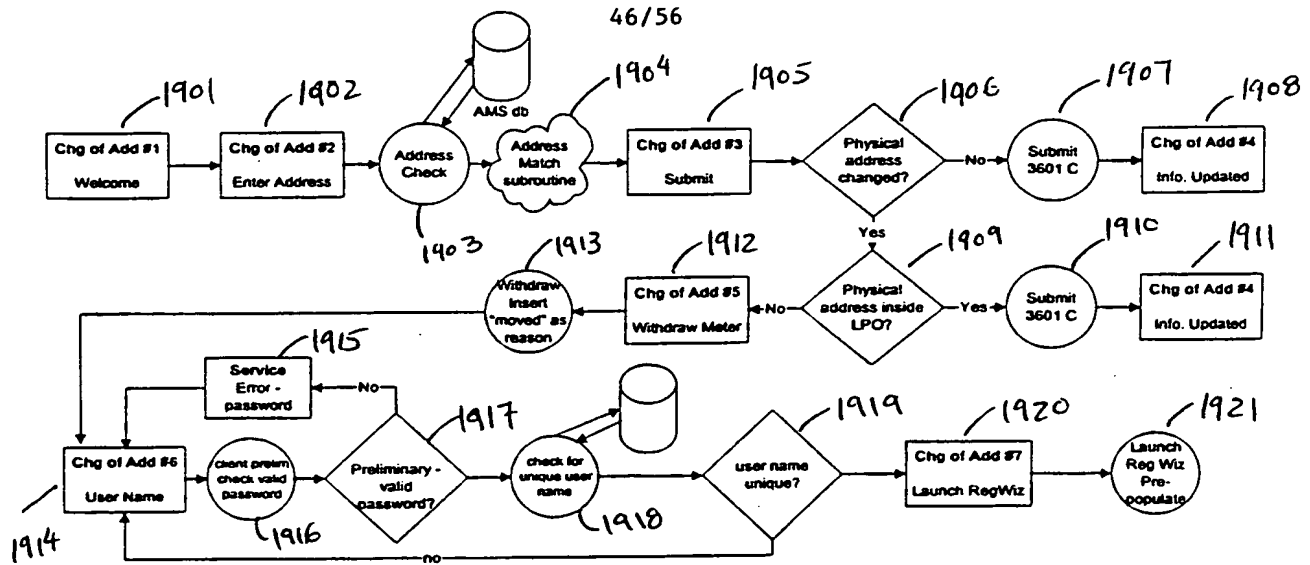 46/56
1901
1902
1904
1905
1906
1907
1908
AMS db
Chg of Add #1
Welcome
Chg of Add #2
Enter Address
Address
Check
Address
Match
subroutine
Chg of Add #3
Submit
Physical
address
changed?
No
Submit
3601 C
Chg of Add #4
Info. Updated
1903
Yes
1913
1912
1909
1910
1911
Withdraw
Insert
"moved" as
reason
Chg of Add #5
Withdraw Meter
No
Physical
address inside
LPO?
Yes
Submit
3601 C
Chg of Add #4
Info. Updated
1915
Service
Error -
password
No
1917
1919
1920
1921
Chg of Add #6
User Name
client prelim
check valid
password
Preliminary -
valid
password?
check for
unique user
name
user name
unique?
Chg of Add #7
Launch RegWiz
Launch
Reg Wiz
Pre-
populate
1914
1916
1918
no